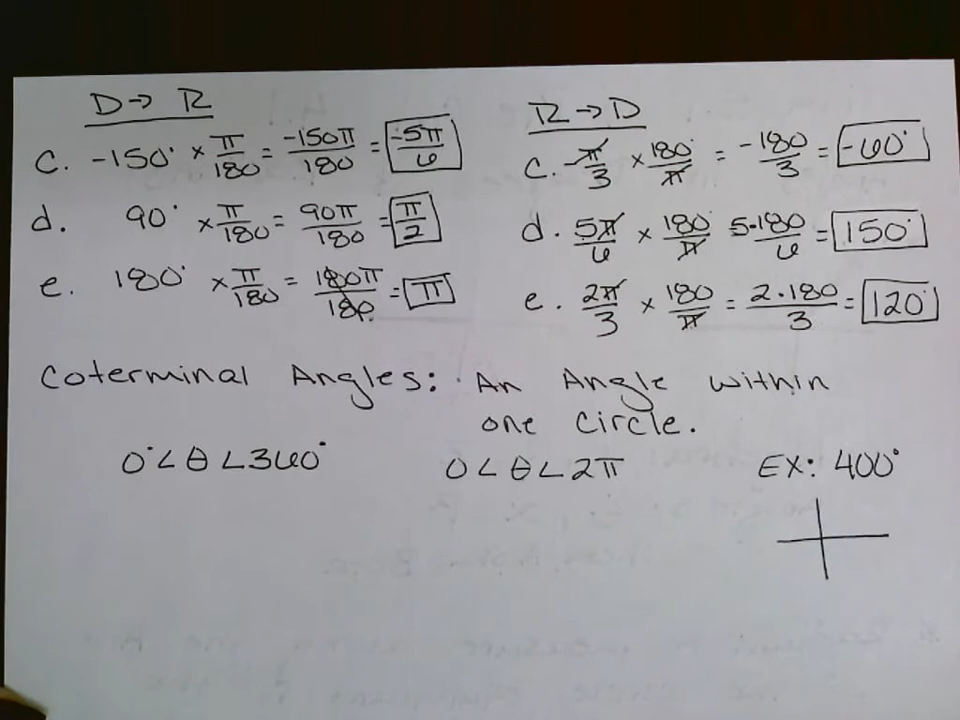 D → R
c. -150° × π/180 = -150π/180 = -5π/6
d. 90° × π/180 = 90π/180 = π/2
e. 180° × π/180 = 180π/180 = π
R → D
c. -π/3 × 180°/π = -180/3 = -60°
d. 5π/6 × 180°/π 5·180/6 = 150°
e. 2π/3 × 180/π = 2·180/3 = 120°
Coterminal Angles: An Angle within
one circle.
0° < θ < 360° 0 < θ < 2π EX: 400°